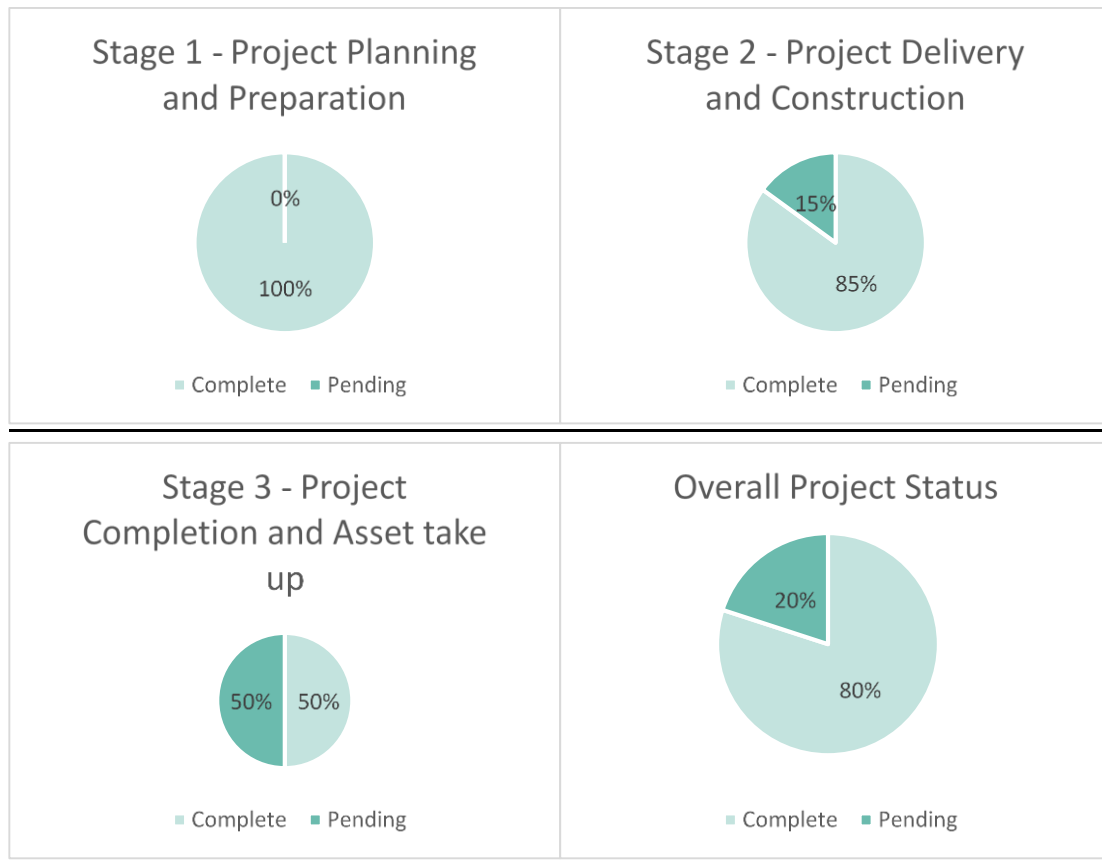 Stage 1 - Project Planning
and Preparation
0%
100%
Complete Pending
Stage 2 - Project Delivery
and Construction
15%
85%
Complete Pending
Stage 3 - Project
Completion and Asset take
up
50% 50%
Complete Pending
Overall Project Status
20%
80%
Complete Pending